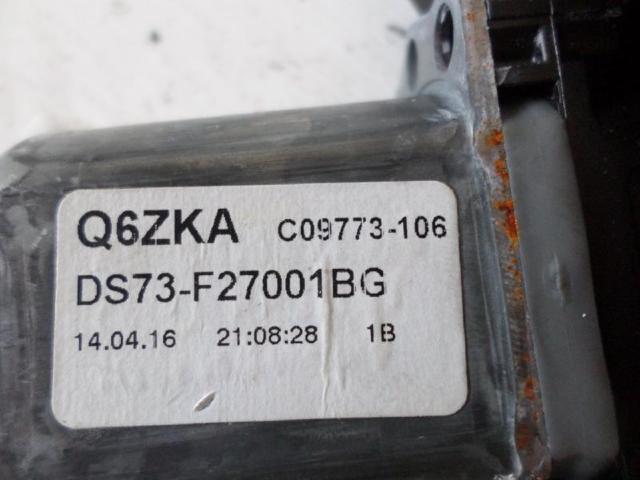 Q6ZKA C09773-106
DS73-F27001BG
14.04.16 21:08:28 1B